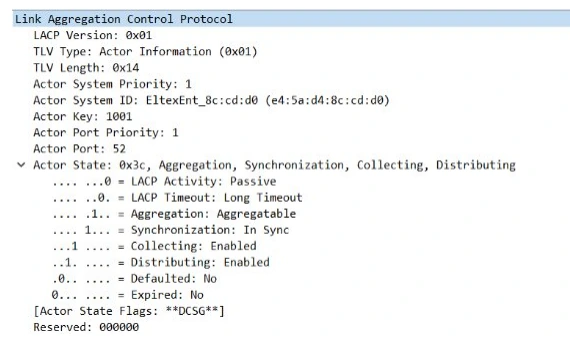 Link Aggregation Control Protocol
LACP Version: 0x01
TLV Type: Actor Information (0x01)
TLV Length: 0x14
Actor System Priority: 1
Actor System ID: EltexEnt_8c:cd:d0 (e4:5a:d4:8c:cd:d0)
Actor Key: 1001
Actor Port Priority: 1
Actor Port: 52
Actor State: 0x3c, Aggregation, Synchronization, Collecting, Distributing
.... ...0 = LACP Activity: Passive
.... ..0. = LACP Timeout: Long Timeout
.... .1.. = Aggregation: Aggregatable
.... 1... = Synchronization: In Sync
...1 .... = Collecting: Enabled
..1. .... = Distributing: Enabled
.0.. .... = Defaulted: No
0... .... = Expired: No
[Actor State Flags: **DCSG**]
Reserved: 000000